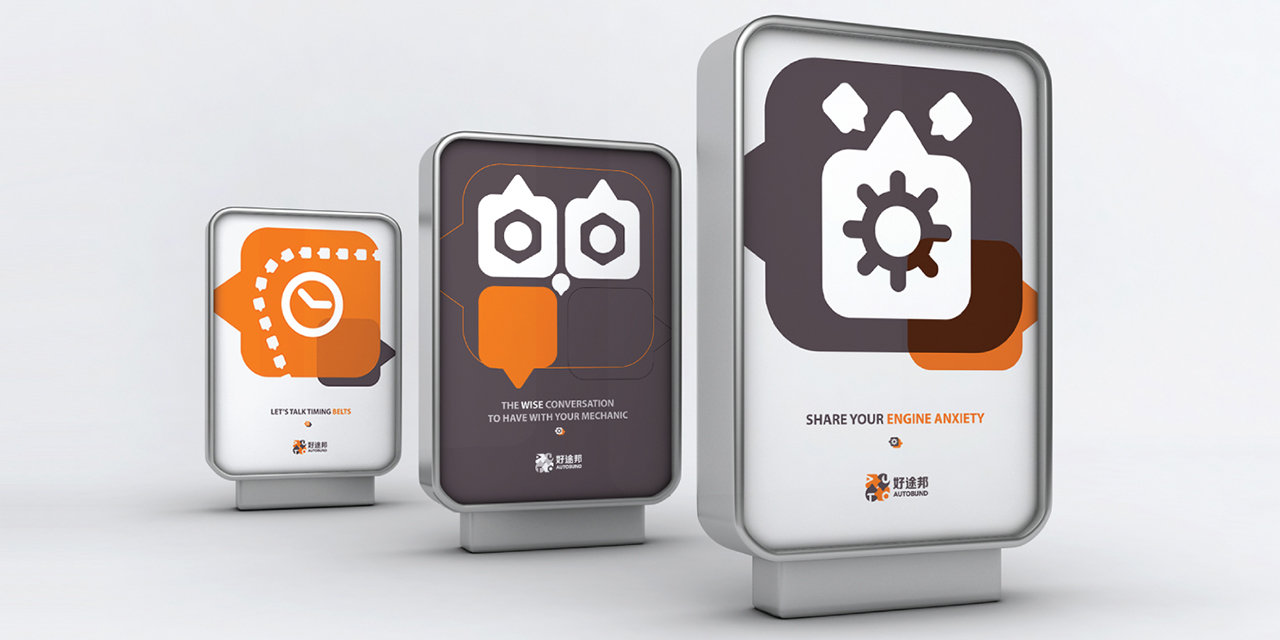 LET'S TALK TIMING BELTS
好途邦
AUTOBUND
THE WISE CONVERSATION
TO HAVE WITH YOUR MECHANIC
好途邦
AUTOBUND
SHARE YOUR ENGINE ANXIETY
好途邦
AUTOBUND